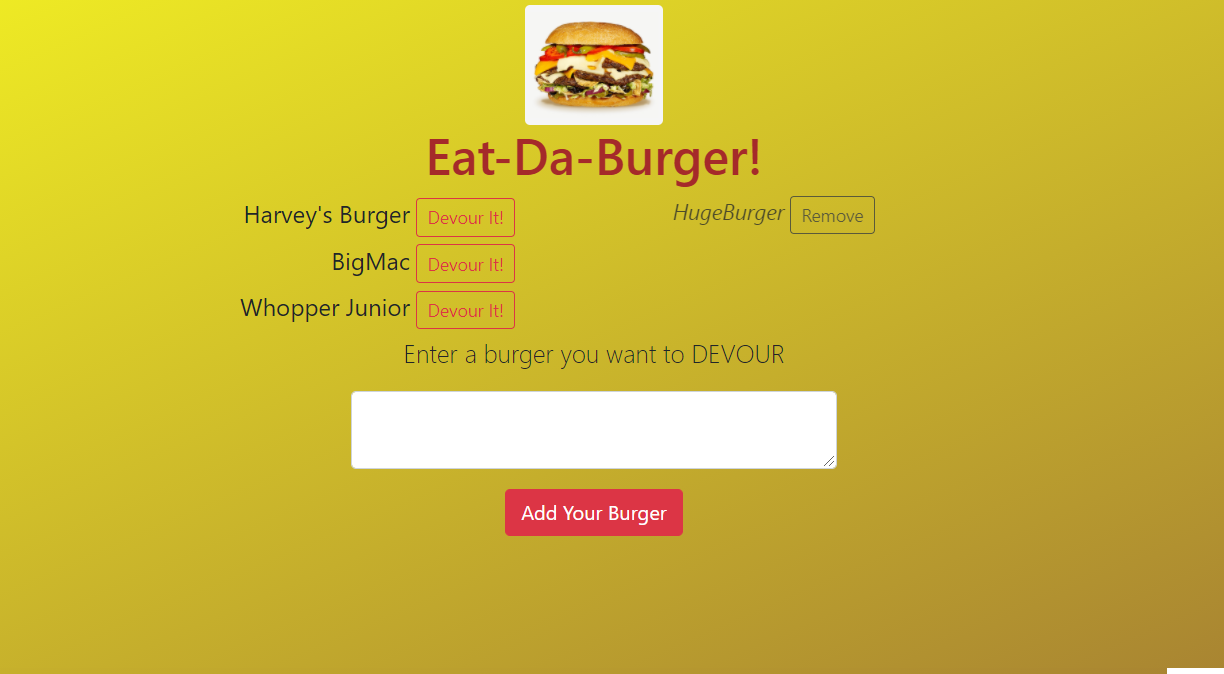 Eat-Da-Burger!
Harvey's Burger Devour It!
HugeBurger Remove
BigMac Devour It!
Whopper Junior Devour It!
Enter a burger you want to DEVOUR
Add Your Burger